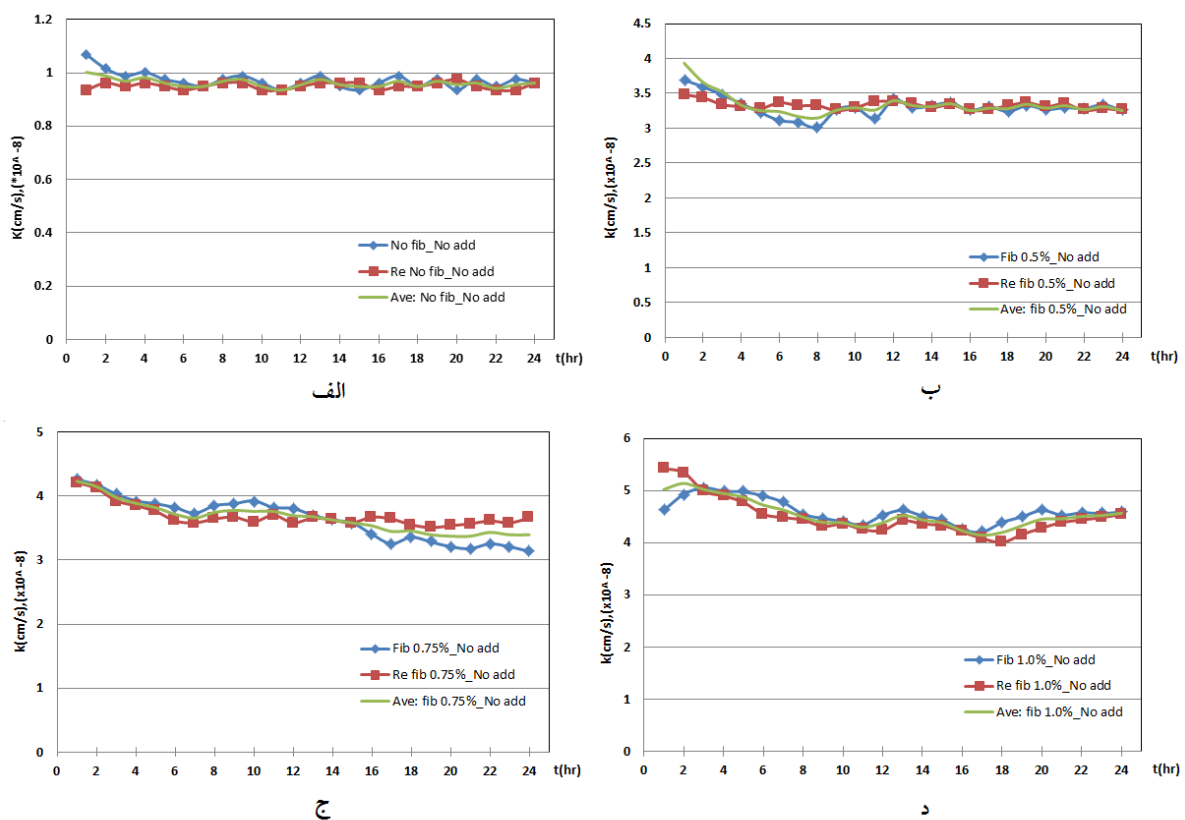 1.2
1
0.8
0.6
0.4
0.2
0
K(cm/s),(*10^ -8)
No fib_No add
Re No fib_No add
Ave: No fib_No add
0 2 4 6 8 10 12 14 16 18 20 22 24 t(hr)
الف
4.5
4
3.5
3
2.5
2
1.5
1
0.5
0
k(cm/s),(x10^ -8)
Fib 0.5%_No add
Re fib 0.5%_No add
Ave: fib 0.5%_No add
0 2 4 6 8 10 12 14 16 18 20 22 24 t(hr)
ب
5
4
3
2
1
0
k(cm/s),(x10^ -8)
Fib 0.75%_No add
Re fib 0.75%_No add
Ave: fib 0.75%_No add
0 2 4 6 8 10 12 14 16 18 20 22 24 t(hr)
ج
6
5
4
3
2
1
0
k(cm/s),(x10^ -8)
Fib 1.0%_No add
Re fib 1.0%_No add
Ave: fib 1.0%_No add
0 2 4 6 8 10 12 14 16 18 20 22 24 t(hr)
د